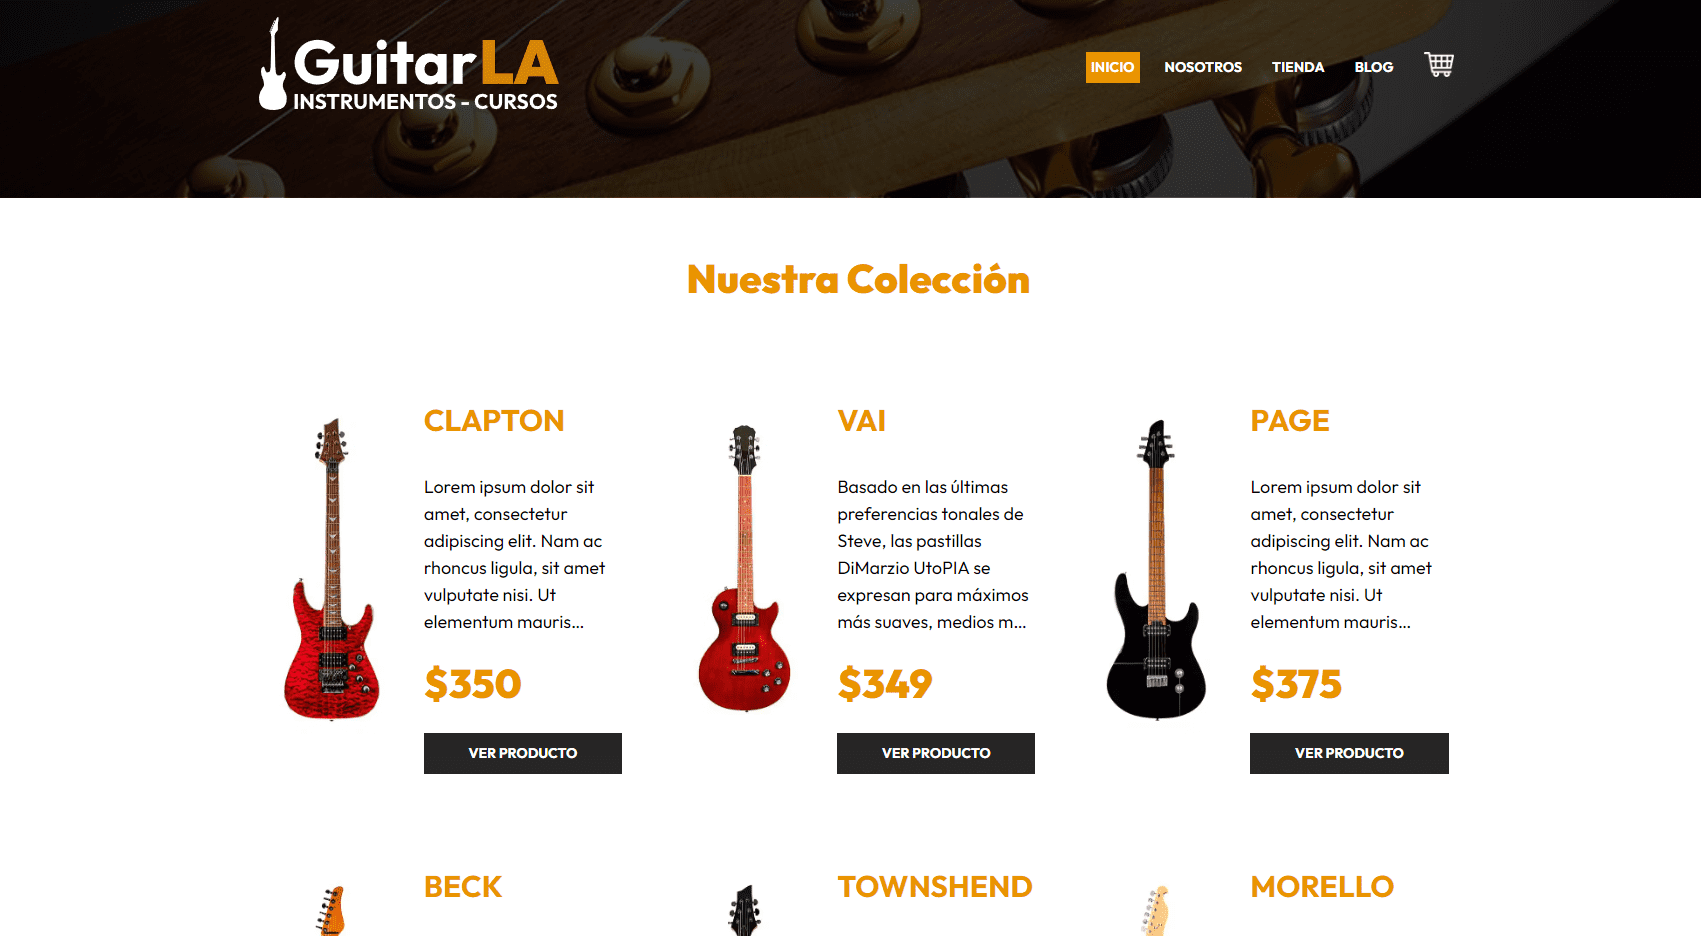 GuitarLA
INSTRUMENTOS - CURSOS
INICIO NOSOTROS TIENDA BLOG
Nuestra Colección
CLAPTON
Lorem ipsum dolor sit
amet, consectetur
adipiscing elit. Nam ac
rhoncus ligula, sit amet
vulputate nisi. Ut
elementum mauris...
$350
VER PRODUCTO
VAI
Basado en las últimas
preferencias tonales de
Steve, las pastillas
DiMarzio UtoPIA se
expresan para máximos
más suaves, medios m...
$349
VER PRODUCTO
PAGE
Lorem ipsum dolor sit
amet, consectetur
adipiscing elit. Nam ac
rhoncus ligula, sit amet
vulputate nisi. Ut
elementum mauris...
$375
VER PRODUCTO
BECK
TOWNSHEND
MORELLO